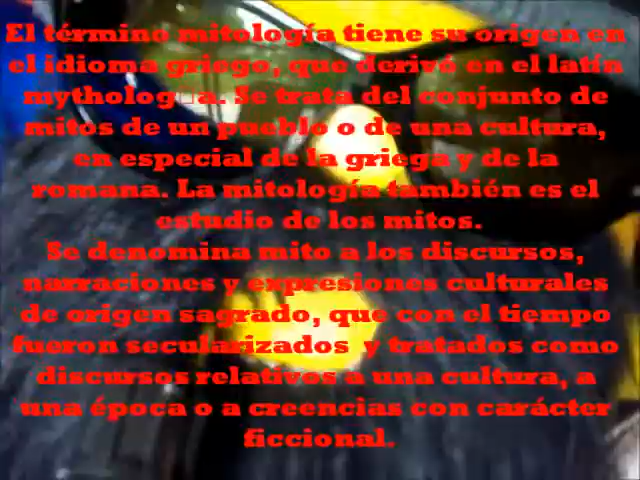 El término mitología tiene su origen en
el idioma griego, que derivó en el latín
mytholog□a. Se trata del conjunto de
mitos de un pueblo o de una cultura,
en especial de la griega y de la
romana. La mitología también es el
estudio de los mitos.
Se denomina mito a los discursos,
narraciones y expresiones culturales
de origen sagrado, que con el tiempo
fueron secularizados y tratados como
discursos relativos a una cultura, a
una época o a creencias con carácter
ficcional.